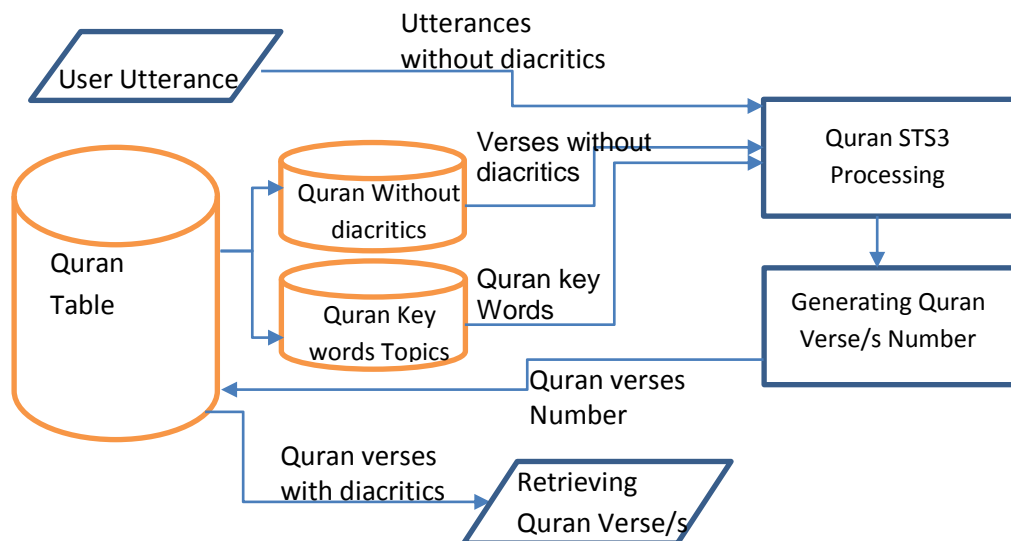 Utterances
without diacritics
User Utterance
Quran STS3
Processing
Verses without
diacritics
Quran Without
diacritics
Quran
Table
Quran key
Words
Quran Key
words Topics
Generating Quran
Verse/s Number
Quran verses
Number
Quran verses
with diacritics
Retrieving
Quran Verse/s